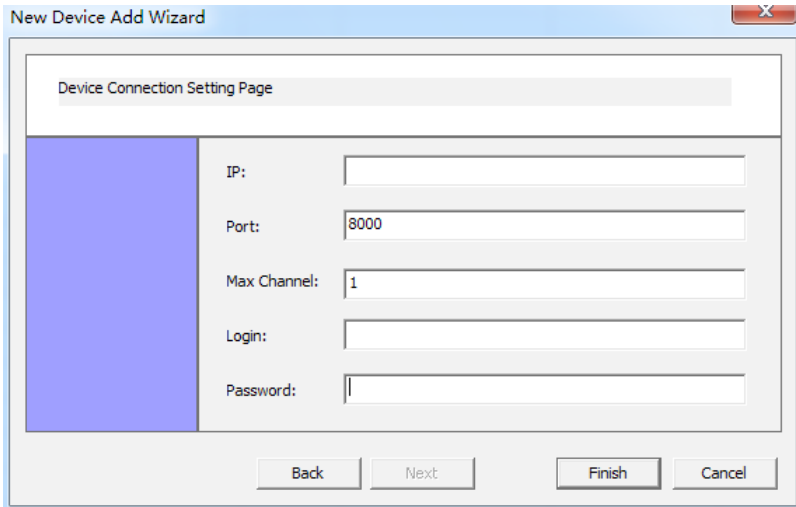 New Device Add Wizard
Device Connection Setting Page
IP:
Port: 8000
Max Channel: 1
Login:
Password:
Back Next Finish Cancel